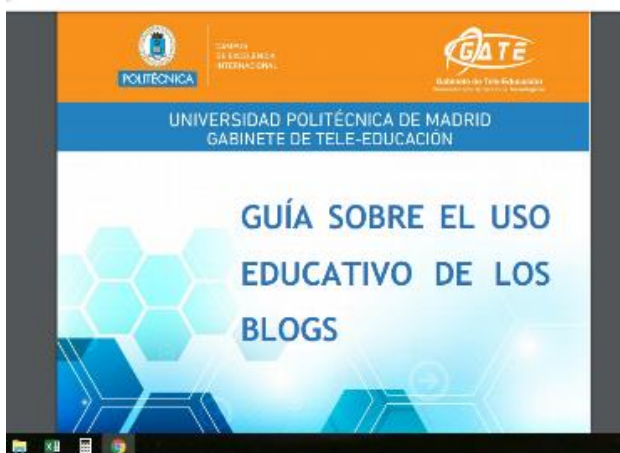 POLITÉCNICA
CAMPUS
DE EXCELENCIA
INTERNACIONAL
GATE
Gabinete de Tele-Educación
UNIVERSIDAD POLITÉCNICA DE MADRID
GABINETE DE TELE-EDUCACIÓN
GUÍA SOBRE EL USO
EDUCATIVO DE LOS
BLOGS